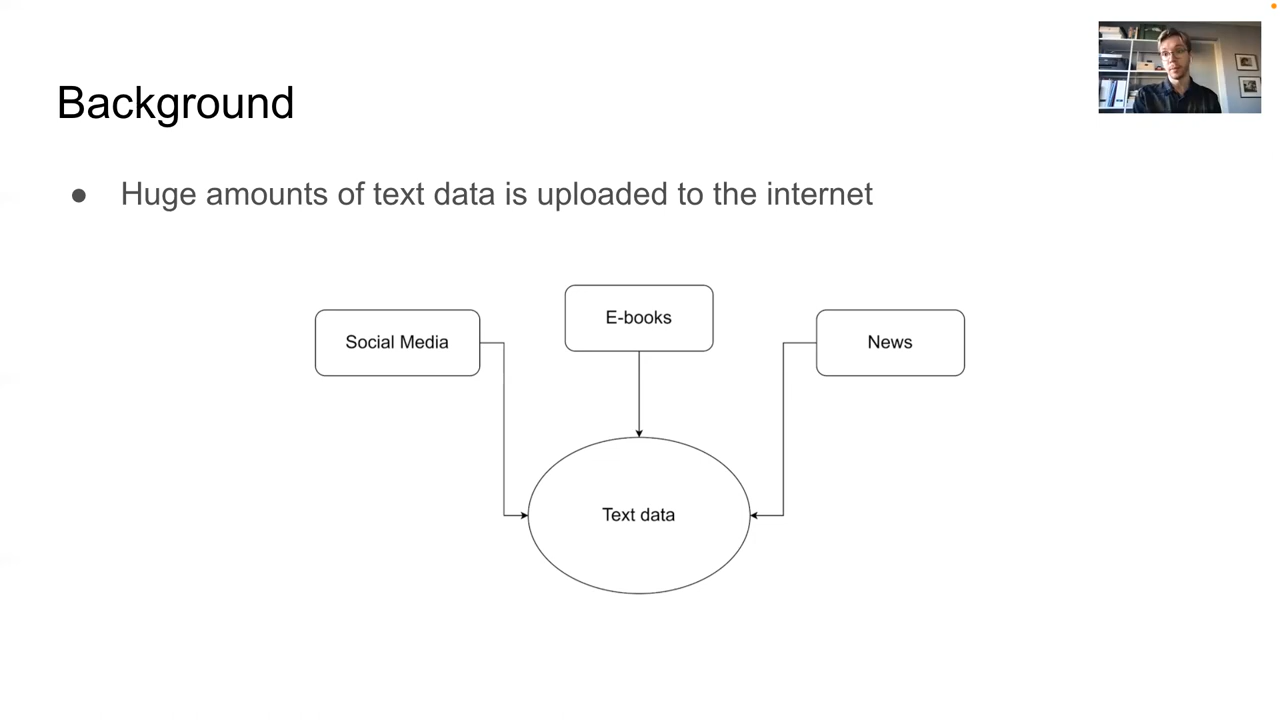 Background
● Huge amounts of text data is uploaded to the internet
E-books
Social Media
News
Text data